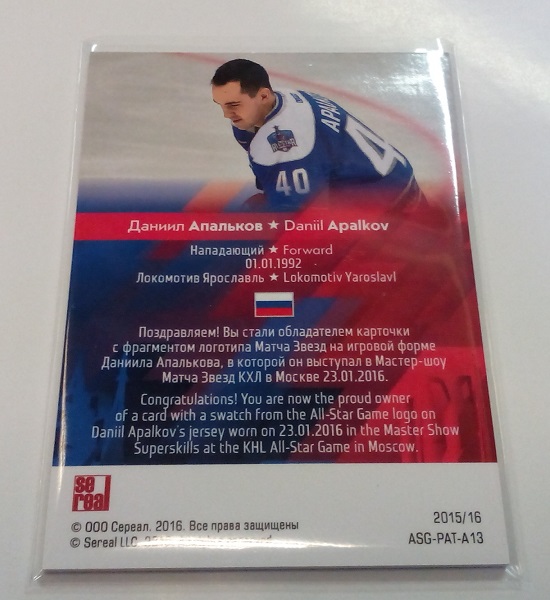 40
Даниил Апальков ★ Daniil Apalkov
Нападающий ★ Forward
01.01.1992
Локомотив Ярославль ★ Lokomotiv Yaroslavl
Поздравляем! Вы стали обладателем карточки
с фрагментом логотипа Матча Звезд на игровой форме
Даниила Апалькова, в которой он выступал в Мастер-шоу
Матча Звезд КХЛ в Москве 23.01.2016.
Congratulations! You are now the proud owner
of a card with a swatch from the All-Star Game logo on
Daniil Apalkov's jersey worn on 23.01.2016 in the Master Show
Superskills at the KHL All-Star Game in Moscow.
se
real
© ООО Сереал. 2016. Все права защищены
© Sereal LLC.
2015/16
ASG-PAT-A13